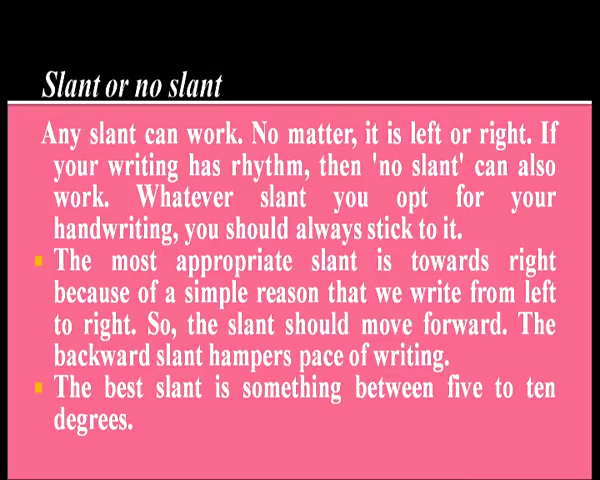 Slant or no slant
Any slant can work. No matter, it is left or right. If
your writing has rhythm, then 'no slant' can also
work. Whatever slant you opt for your
handwriting, you should always stick to it.
The most appropriate slant is towards right
because of a simple reason that we write from left
to right. So, the slant should move forward. The
backward slant hampers pace of writing.
The best slant is something between five to ten
degrees.